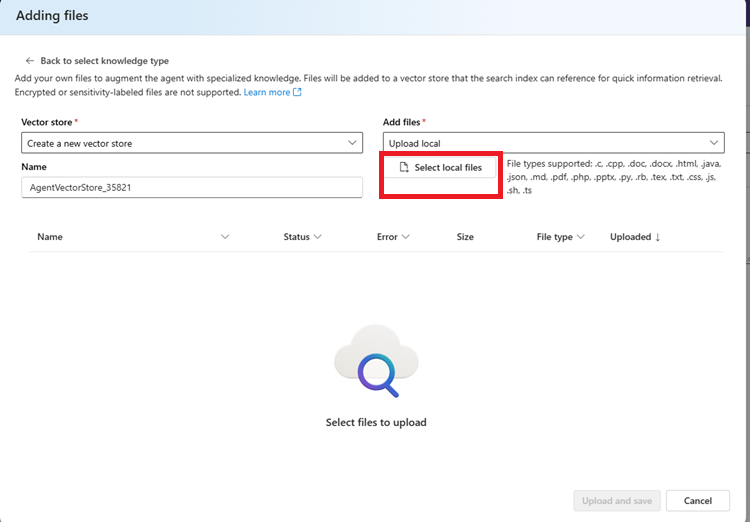 Adding files
← Back to select knowledge type
Add your own files to augment the agent with specialized knowledge. Files will be added to a vector store that the search index can reference for quick information retrieval.
Encrypted or sensitivity-labeled files are not supported. Learn more
Vector store *
Add files *
Create a new vector store
Upload local
Name
Select local files
File types supported: .c, .cpp, .doc, .docx, .html, .java,
.json, .md, .pdf, .php, .pptx, .py, .rb, .tex, .txt, .css, .js,
.sh, .ts
AgentVectorStore_35821
Name Status Error Size File type Uploaded ↓
Select files to upload
Upload and save Cancel